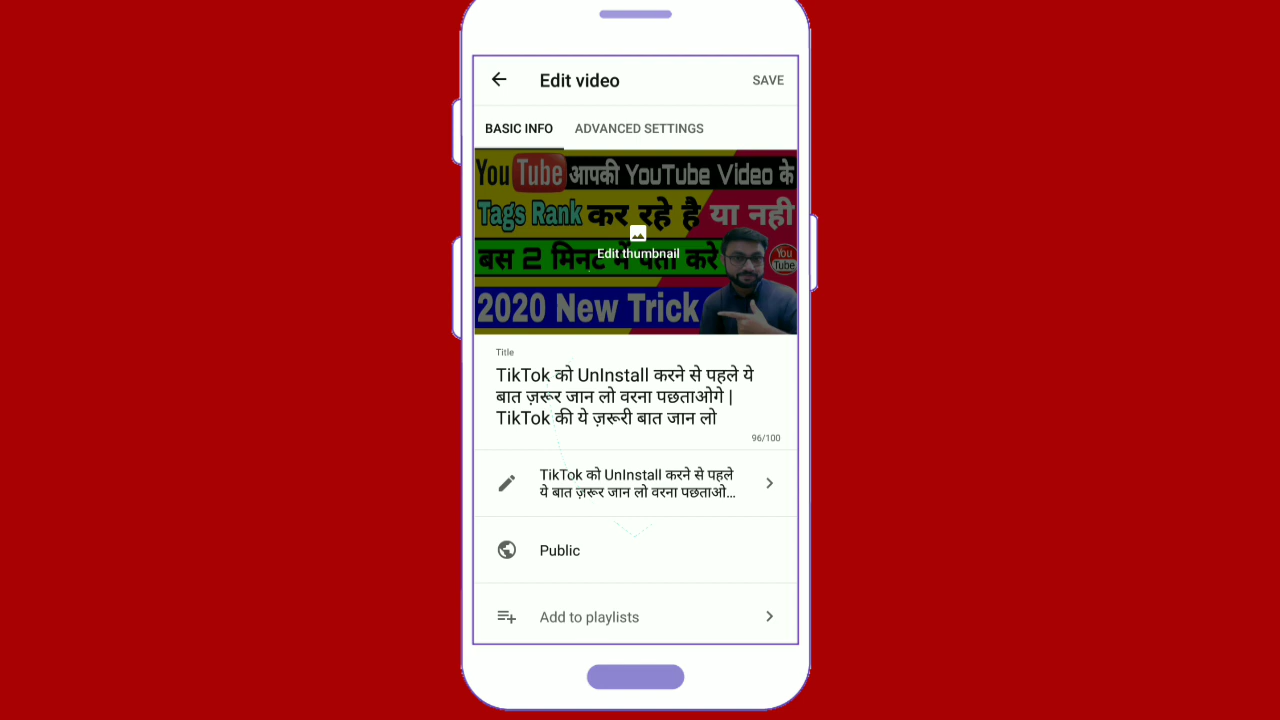 Edit video SAVE
BASIC INFO ADVANCED SETTINGS
YouTube आपकी YouTube Video के
Tags Rank कर रहे है या नही
Edit thumbnail
बस 2 मिनट में पता करे
You
Tube
2020 New Trick
Title
TikTok को UnInstall करने से पहले ये
बात ज़रूर जान लो वरना पछताओगे |
TikTok की ये ज़रूरी बात जान लो
96/100
TikTok को UnInstall करने से पहले
ये बात ज़रूर जान लो वरना पछताओ...
Public
Add to playlists